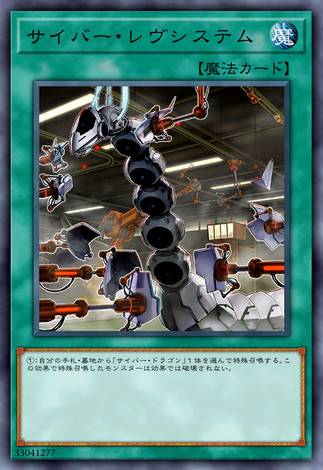 サイバー・レヴシステム 魔
【魔法カード】
①:自分の手札・墓地から「サイバー・ドラゴン」1体を選んで特殊召喚する。こ
の効果で特殊召喚したモンスターは効果では破壊されない。
33041277